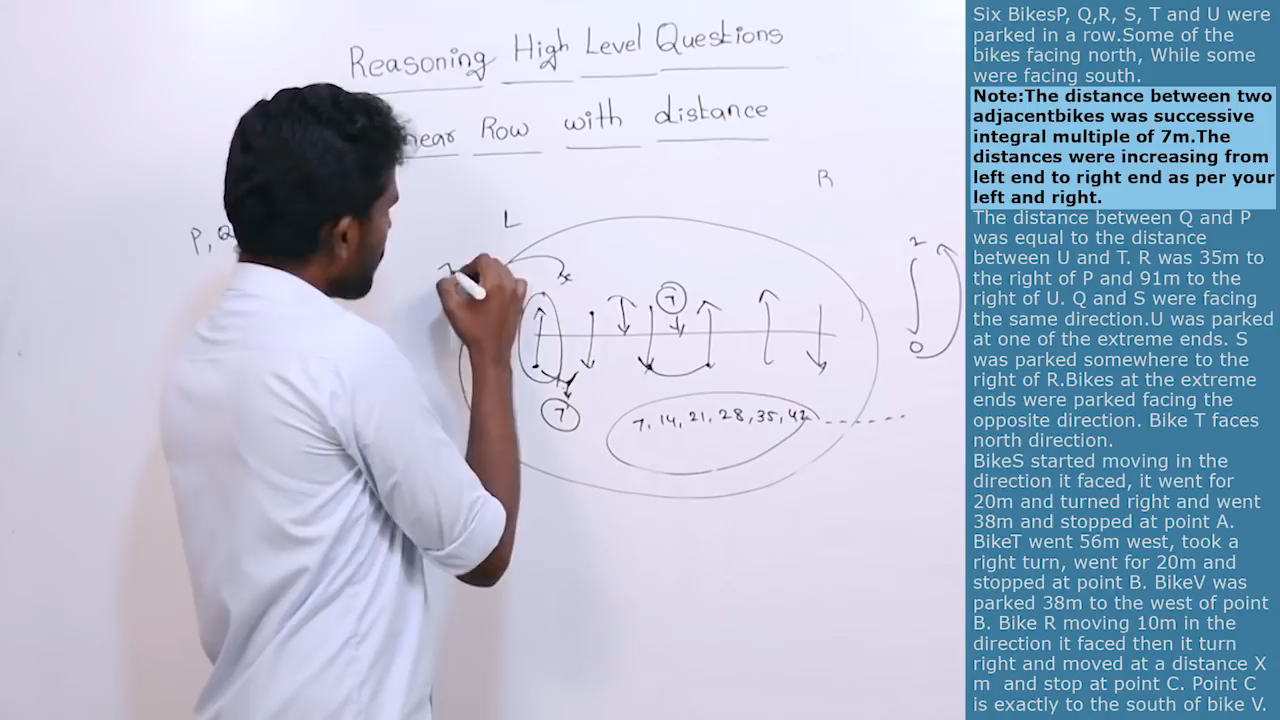 Reasoning High Level Questions
near Row with distance
R
L
P, Q
2
7
0
7
7, 14, 21, 28, 35, 42
Six BikesP, Q,R, S, T and U were
parked in a row.Some of the
bikes facing north, While some
were facing south.
Note:The distance between two
adjacentbikes was successive
integral multiple of 7m.The
distances were increasing from
left end to right end as per your
left and right.
The distance between Q and P
was equal to the distance
between U and T. R was 35m to
the right of P and 91m to the
right of U. Q and S were facing
the same direction.U was parked
at one of the extreme ends. S
was parked somewhere to the
right of R.Bikes at the extreme
ends were parked facing the
opposite direction. Bike T faces
north direction.
BikeS started moving in the
direction it faced, it went for
20m and turned right and went
38m and stopped at point A.
BikeT went 56m west, took a
right turn, went for 20m and
stopped at point B. BikeV was
parked 38m to the west of point
B. Bike R moving 10m in the
direction it faced then it turn
right and moved at a distance X
m and stop at point C. Point C
is exactly to the south of bike V.